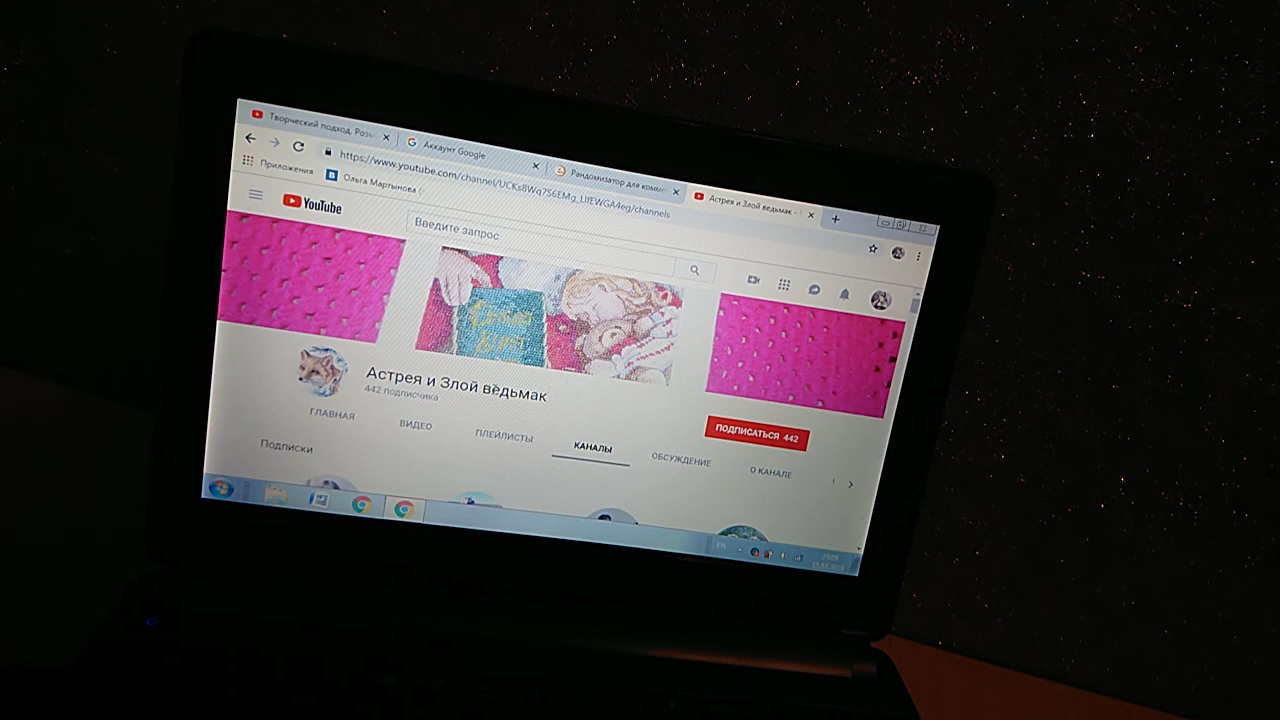 Творческий подход. Розы
Аккаунт Google
Рандомизатор для комме
Астрея и Злой ведьмак -
https://www.youtube.com/channel/UCKs8Wq7S6EMg_UfEWGA4eg/channels
Приложения
Ольга Мартынова (
YouTube
Введите запрос
Астрея и Злой ведьмак
442 подписчика
ПОДПИСАТЬСЯ 442
ГЛАВНАЯ
ВИДЕО
ПЛЕЙЛИСТЫ
КАНАЛЫ
ОБСУЖДЕНИЕ
О КАНАЛЕ
Подписки
EN